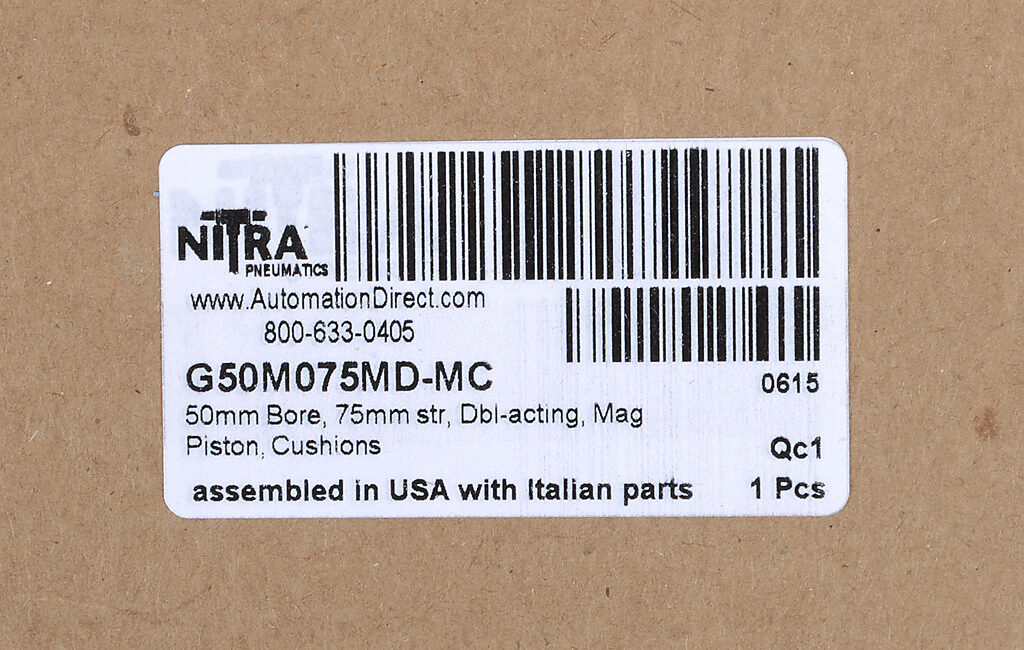 NITRA
PNEUMATICS
www.AutomationDirect.com
800-633-0405
G50M075MD-MC
0615
50mm Bore, 75mm str, Dbl-acting, Mag
Piston, Cushions
Qc1
assembled in USA with Italian parts
1 Pcs